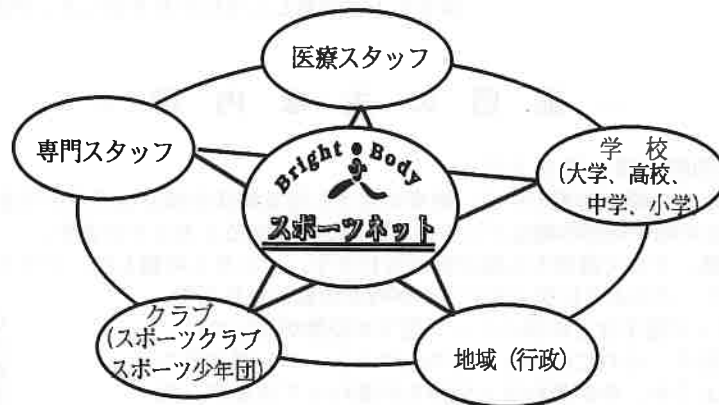 医療スタッフ
専門スタッフ
学 校
(大学、高校、
中学、小学)
Bright Body
スポーツネット
クラブ
(スポーツクラブ
スポーツ少年団)
地域 (行政)